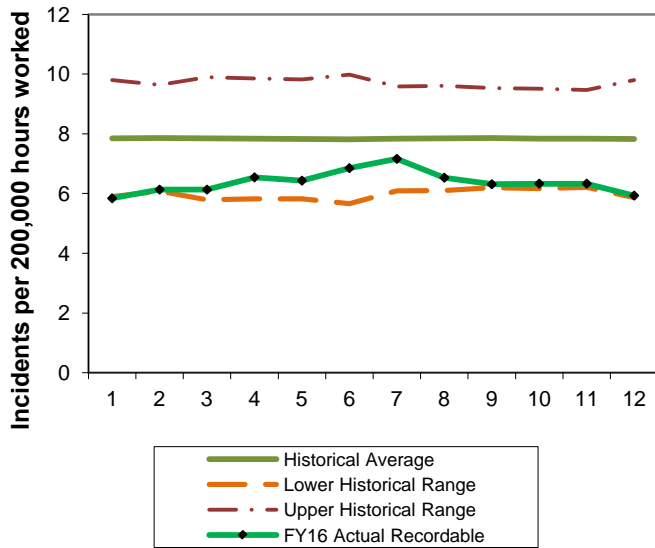 Incidents per 200,000 hours worked
12
10
8
6
4
2
0
1 2 3 4 5 6 7 8 9 10 11 12
Historical Average
Lower Historical Range
Upper Historical Range
FY16 Actual Recordable